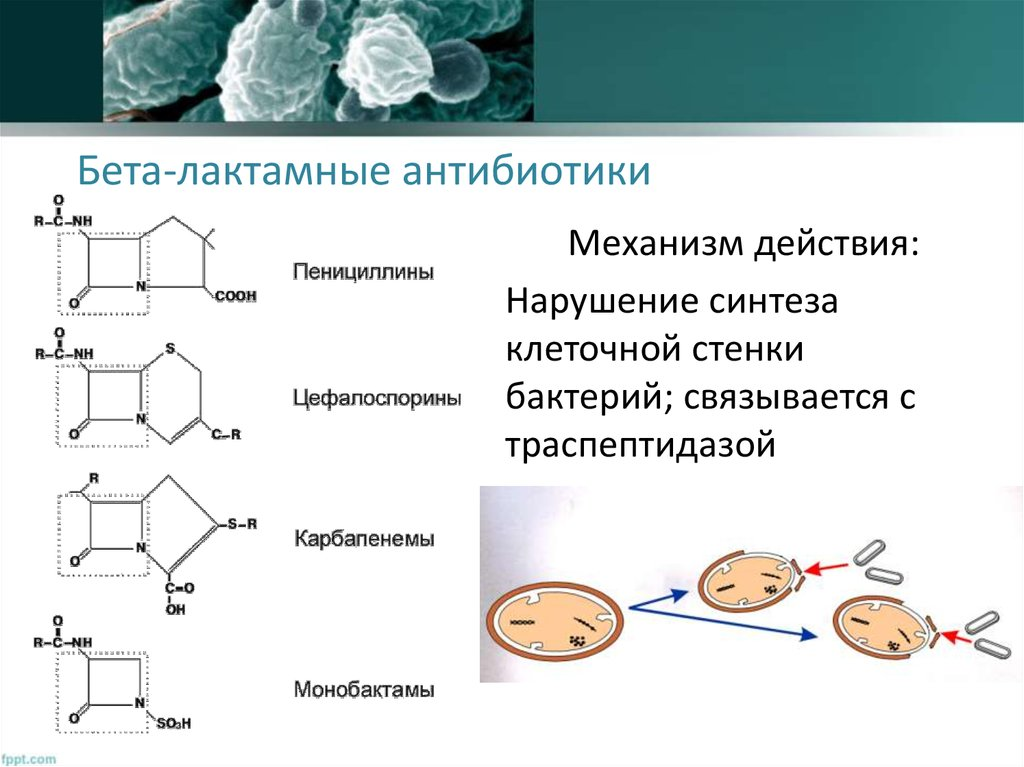 Бета-лактамные антибиотики
O
R–C–NH
N
O
COOH
Пенициллины
O
R–C–NH
S
N
O
C–R
Цефалоспорины
R
S–R
N
O
C=O
OH
Карбапенемы
O
R–C–NH
N
O
SO3H
Монобактамы
Механизм действия:
Нарушение синтеза
клеточной стенки
бактерий; связывается с
траспептидазой
fppt.com